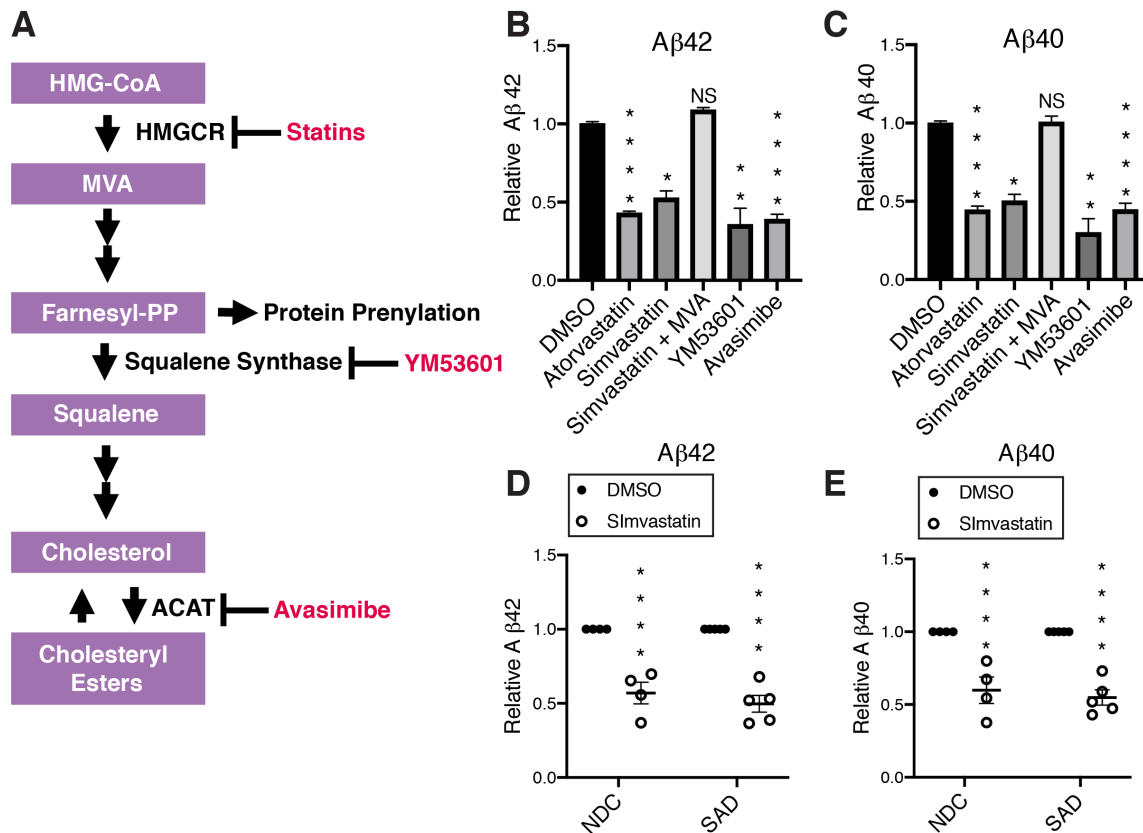 A
HMG-CoA
HMGCR
Statins
MVA
Farnesyl-PP
Protein Prenylation
Squalene Synthase
YM53601
Squalene
Cholesterol
ACAT
Avasimibe
Cholesteryl
Esters
B
Aβ42
Relative Aβ 42
1.5
1.0
0.5
0.0
* * * *
*
NS
* *
* * * *
DMSO
Atorvastatin
Simvastatin
Simvastatin + MVA
YM53601
Avasimibe
C
Aβ40
Relative Aβ 40
1.5
1.0
0.5
0.0
* * * *
*
NS
* *
* * * *
DMSO
Atorvastatin
Simvastatin
Simvastatin + MVA
YM53601
Avasimibe
D
Aβ42
DMSO
SImvastatin
Relative A β42
1.5
1.0
0.5
0.0
* * * *
* * * *
NDC
SAD
E
Aβ40
DMSO
SImvastatin
Relative A β40
1.5
1.0
0.5
0.0
* * * *
* * * *
NDC
SAD